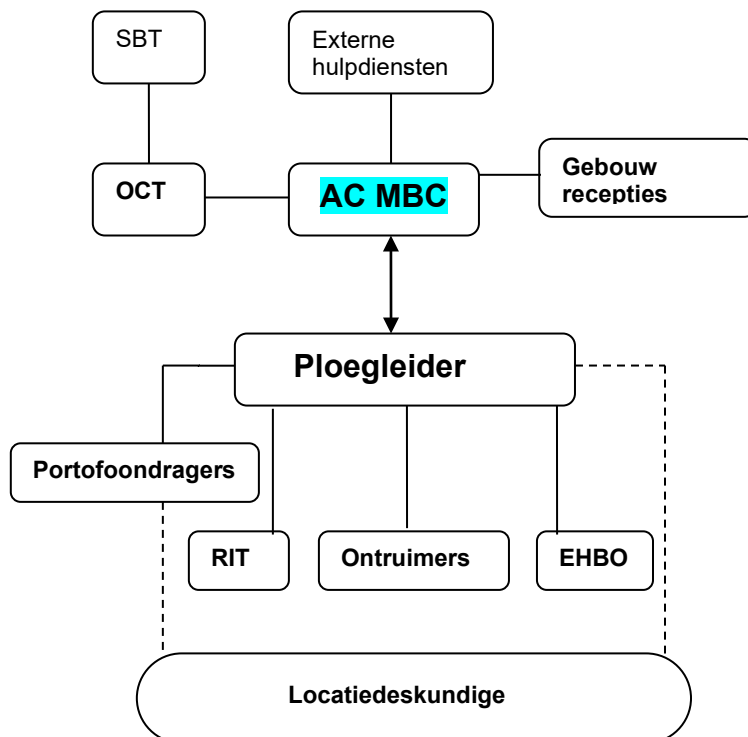 SBT
Externe
hulpdiensten
OCT
AC MBC
Gebouw
recepties
Ploegleider
Portofoondragers
RIT
Ontruimers
EHBO
Locatiedeskundige